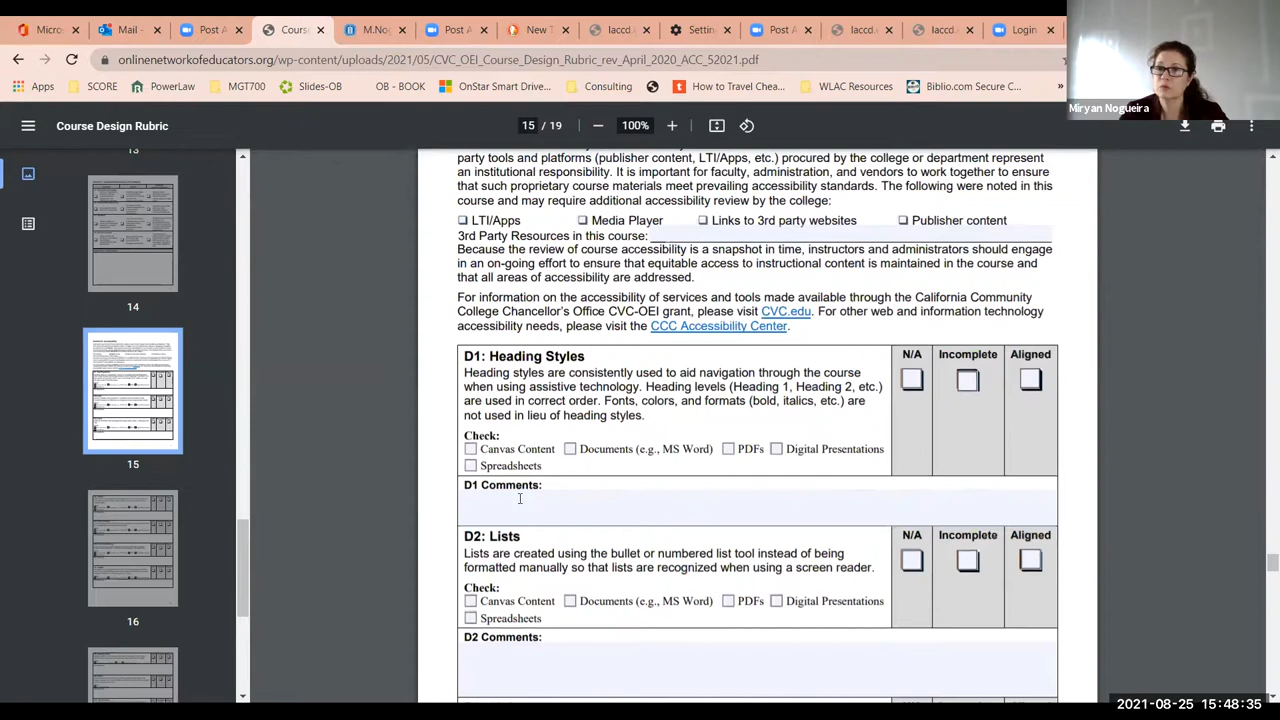 Micros
Mail -
Post A
Cours
M.Nog
Post A
New T
laccd.
Settin
Post A
laccd.
laccd.
Login
onlinenetworkofeducators.org/wp-content/uploads/2021/05/CVC_OEI_Course_Design_Rubric_rev_April_2020_ACC_52021.pdf
Apps
SCORE
PowerLaw
MGT700
Slides-OB
OB - BOOK
OnStar Smart Drive...
Consulting
How to Travel Chea...
WLAC Resources
Biblio.com Secure C...
»
Miryan Nogueira
Course Design Rubric
15 / 19
100%
13
14
15
16
party tools and platforms (publisher content, LTI/Apps, etc.) procured by the college or department represent
an institutional responsibility. It is important for faculty, administration, and vendors to work together to ensure
that such proprietary course materials meet prevailing accessibility standards. The following were noted in this
course and may require additional accessibility review by the college:
LTI/Apps Media Player Links to 3rd party websites Publisher content
3rd Party Resources in this course:
Because the review of course accessibility is a snapshot in time, instructors and administrators should engage
in an on-going effort to ensure that equitable access to instructional content is maintained in the course and
that all areas of accessibility are addressed.
For information on the accessibility of services and tools made available through the California Community
College Chancellor's Office CVC-OEI grant, please visit CVC.edu. For other web and information technology
accessibility needs, please visit the CCC Accessibility Center.
D1: Heading Styles
N/A Incomplete Aligned
Heading styles are consistently used to aid navigation through the course
when using assistive technology. Heading levels (Heading 1, Heading 2, etc.)
are used in correct order. Fonts, colors, and formats (bold, italics, etc.) are
not used in lieu of heading styles.
Check:
Canvas Content Documents (e.g., MS Word) PDFs Digital Presentations
Spreadsheets
D1 Comments:
D2: Lists
N/A Incomplete Aligned
Lists are created using the bullet or numbered list tool instead of being
formatted manually so that lists are recognized when using a screen reader.
Check:
Canvas Content Documents (e.g., MS Word) PDFs Digital Presentations
Spreadsheets
D2 Comments:
2021-08-25 15:48:35